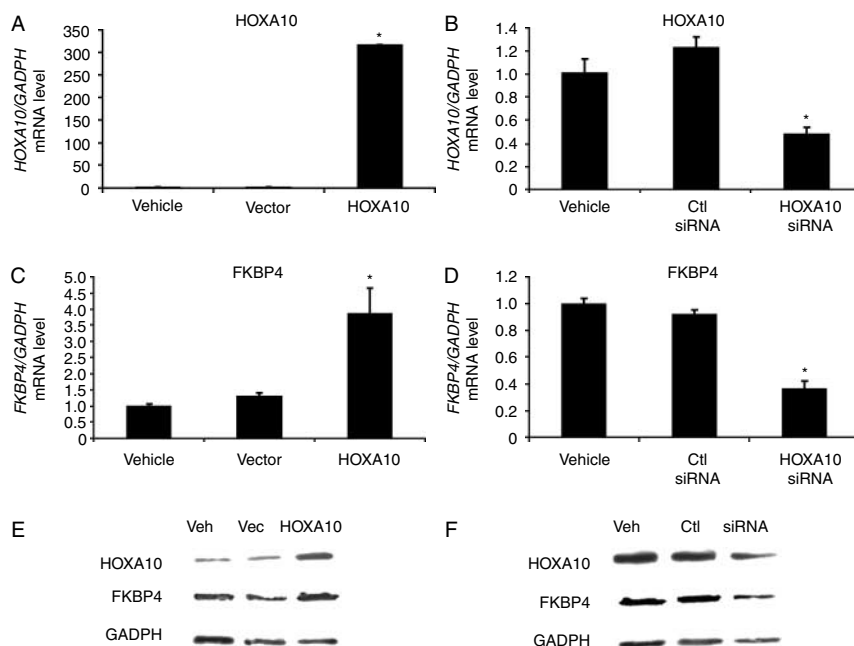 A
HOXA10
HOXA10/GADPH
mRNA level
350
300
250
200
150
100
50
0
*
Vehicle
Vector
HOXA10
B
HOXA10
HOXA10/GADPH
mRNA level
1.4
1.2
1.0
0.8
0.6
0.4
0.2
0
*
Vehicle
Ctl
siRNA
HOXA10
siRNA
C
FKBP4
FKBP4/GADPH
mRNA level
5.0
4.5
4.0
3.5
3.0
2.5
2.0
1.5
1.0
0.5
0
*
Vehicle
Vector
HOXA10
D
FKBP4
FKBP4/GADPH
mRNA level
1.2
1.0
0.8
0.6
0.4
0.2
0
*
Vehicle
Ctl
siRNA
HOXA10
siRNA
E
Veh Vec HOXA10
HOXA10
FKBP4
GADPH
F
Veh Ctl siRNA
HOXA10
FKBP4
GADPH